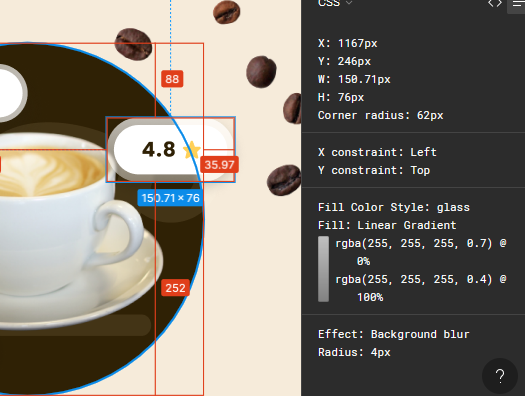 CSS
X: 1167px
Y: 246px
W: 150.71px
H: 76px
Corner radius: 62px
X constraint: Left
Y constraint: Top
Fill Color Style: glass
Fill: Linear Gradient
rgba(255, 255, 255, 0.7) @
0%
rgba(255, 255, 255, 0.4) @
100%
Effect: Background blur
Radius: 4px
?
88
4.8
35.97
150.71 × 76
252